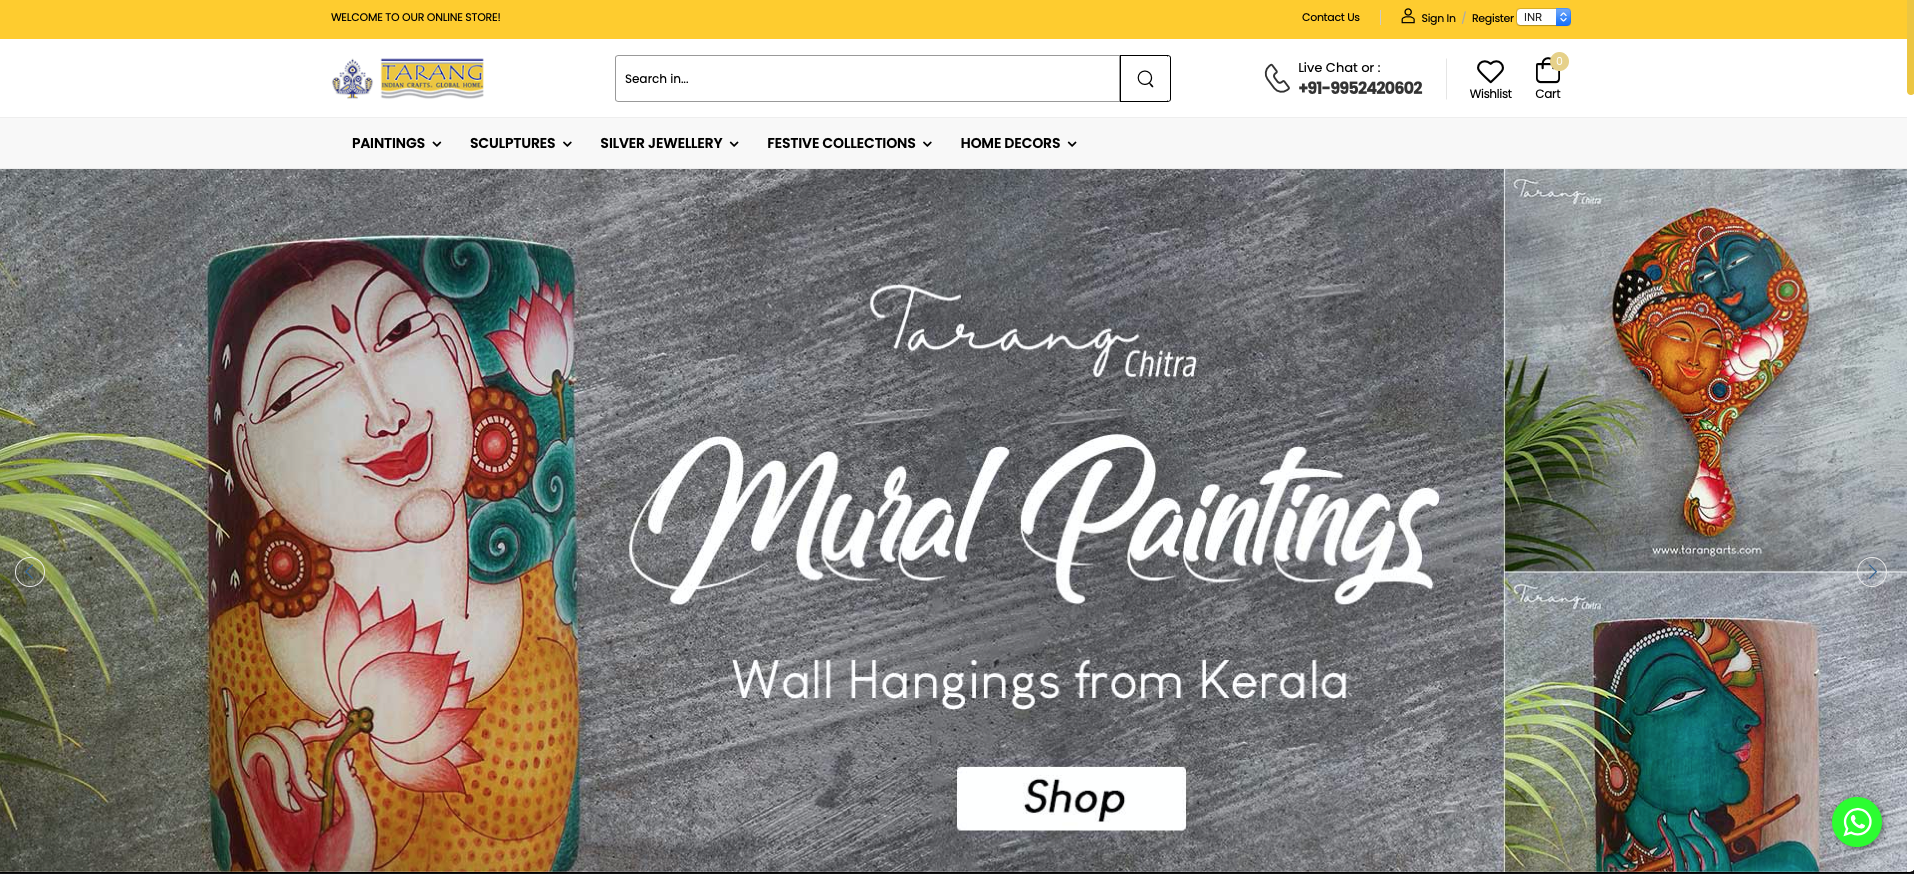 WELCOME TO OUR ONLINE STORE!
Contact Us
Sign In / Register
INR
TARANG
INDIAN CRAFTS. GLOBAL HOME.
Search in...
Live Chat or :
+91-9952420602
Wishlist
0
Cart
PAINTINGS
SCULPTURES
SILVER JEWELLERY
FESTIVE COLLECTIONS
HOME DECORS
Tarang
Chitra
Mural Paintings
Wall Hangings from Kerala
Shop
Tarang
Chitra
www.tarangarts.com
Tarang
Chitra